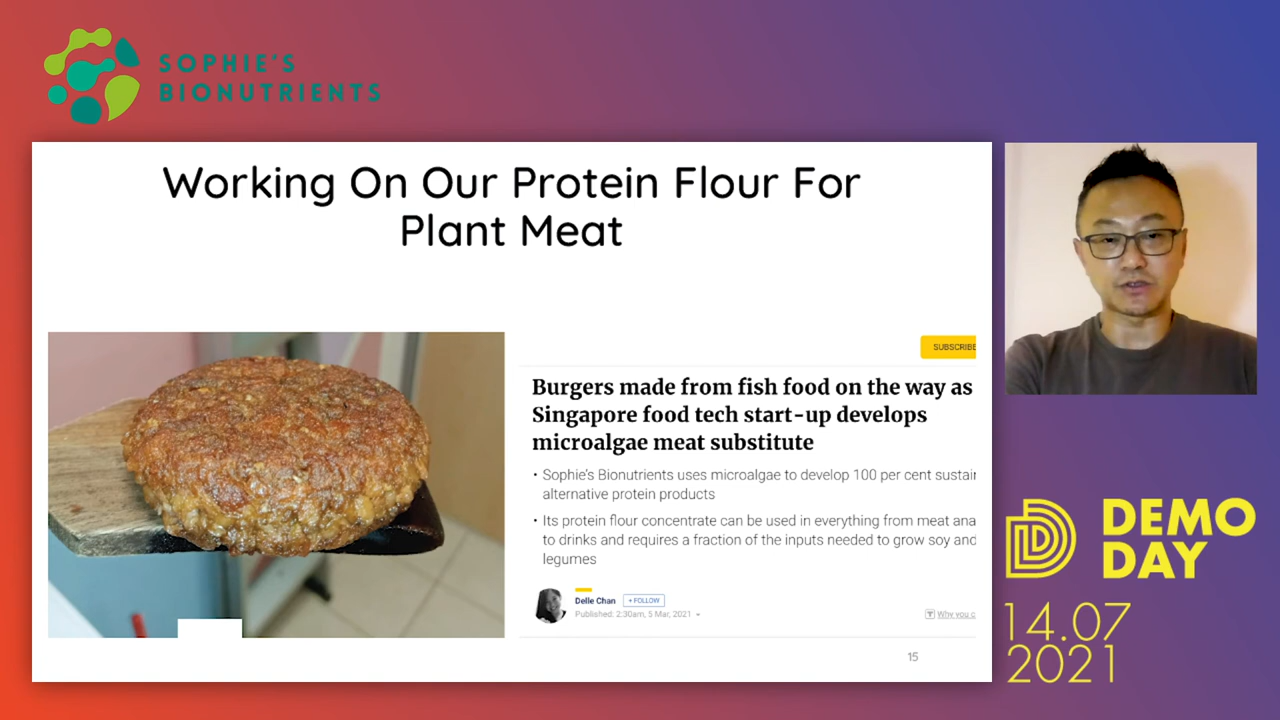 SOPHIE'S
BIONUTRIENTS
Working On Our Protein Flour For
Plant Meat
SUBSCRIBE
Burgers made from fish food on the way as
Singapore food tech start-up develops
microalgae meat substitute
• Sophie's Bionutrients uses microalgae to develop 100 per cent sustain
alternative protein products
• Its protein flour concentrate can be used in everything from meat ana
to drinks and requires a fraction of the inputs needed to grow soy and
legumes
Delle Chan + FOLLOW
Published: 2:30am, 5 Mar, 2021
Why you c
15
DEMO
DAY
14.07
2021